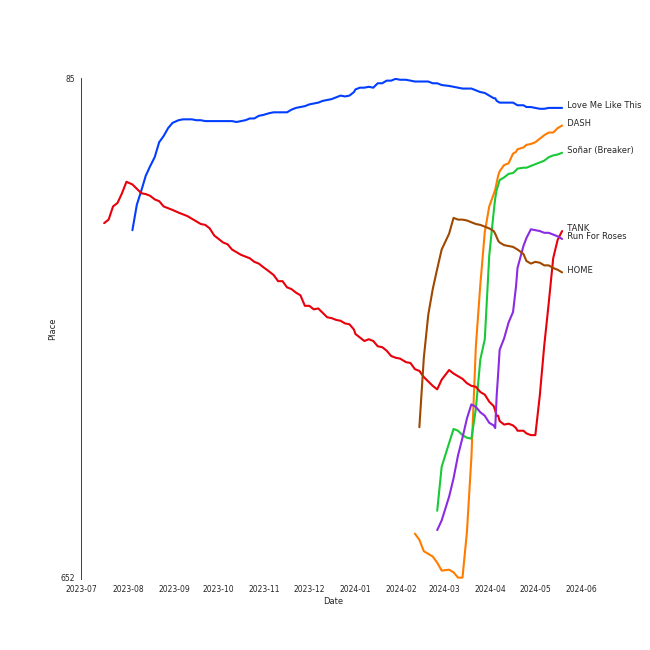 85
Love Me Like This
DASH
Soñar (Breaker)
TANK
Run For Roses
HOME
Place
652
2023-07 2023-08 2023-09 2023-10 2023-11 2023-12 2024-01 2024-02 2024-03 2024-04 2024-05 2024-06
Date